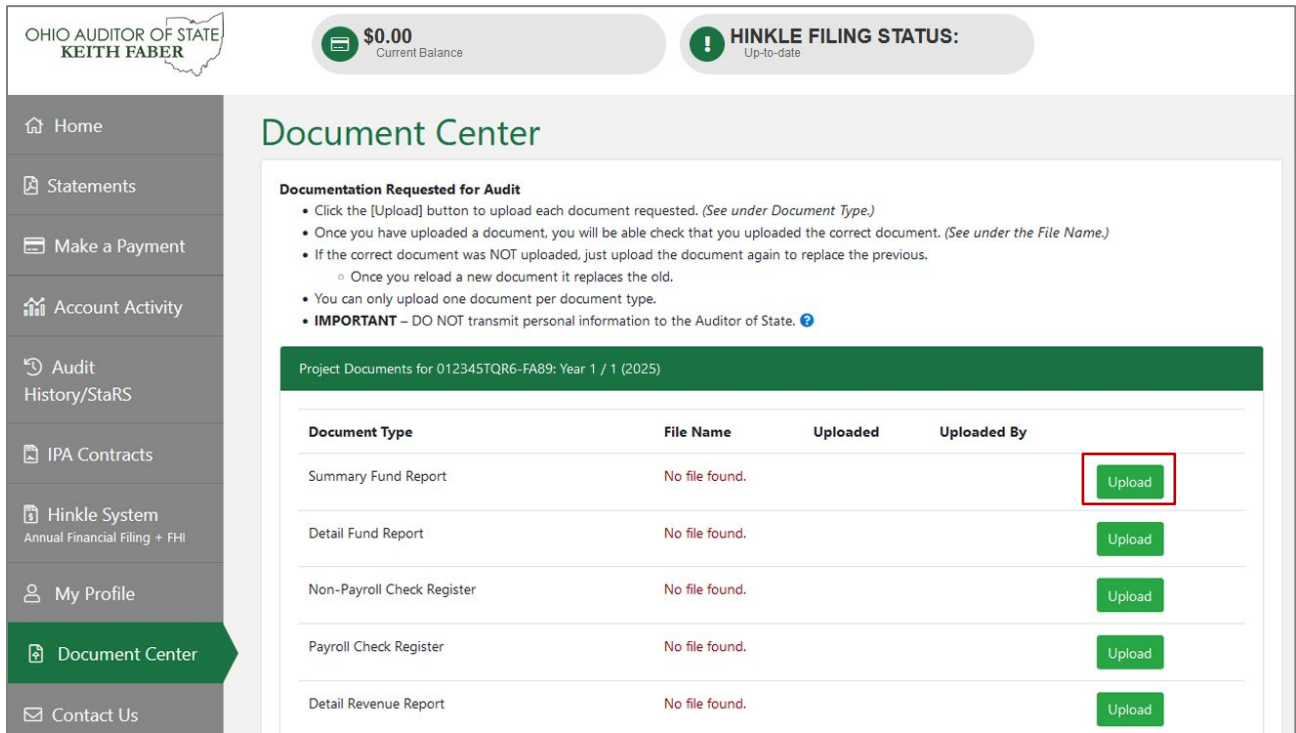 OHIO AUDITOR OF STATE
KEITH FABER
$0.00
Current Balance
HINKLE FILING STATUS:
Up-to-date
Home
Statements
Make a Payment
Account Activity
Audit
History/StaRS
IPA Contracts
Hinkle System
Annual Financial Filing + FHI
My Profile
Document Center
Contact Us
Document Center
Documentation Requested for Audit
• Click the [Upload] button to upload each document requested. (See under Document Type.)
• Once you have uploaded a document, you will be able check that you uploaded the correct document. (See under the File Name.)
• If the correct document was NOT uploaded, just upload the document again to replace the previous.
◦ Once you reload a new document it replaces the old.
• You can only upload one document per document type.
• IMPORTANT – DO NOT transmit personal information to the Auditor of State. ?
Project Documents for 012345TQR6-FA89: Year 1 / 1 (2025)
Document Type File Name Uploaded Uploaded By
Summary Fund Report No file found. Upload
Detail Fund Report No file found. Upload
Non-Payroll Check Register No file found. Upload
Payroll Check Register No file found. Upload
Detail Revenue Report No file found. Upload